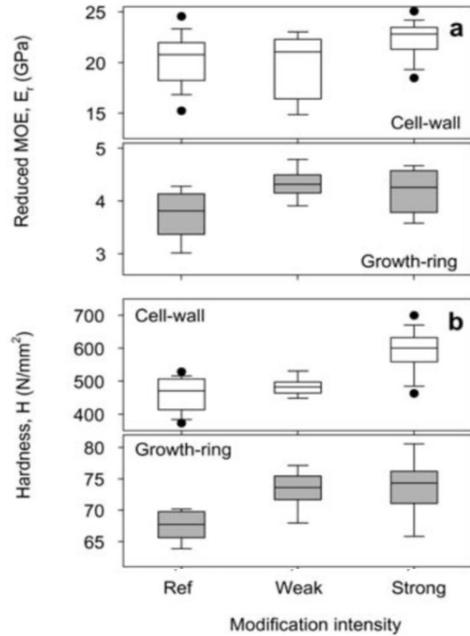 a
Reduced MOE, Eᵣ (GPa)
25
20
15
Cell-wall
5
4
3
Growth-ring
b
Hardness, H (N/mm²)
Cell-wall
700
600
500
400
Growth-ring
80
75
70
65
Ref Weak Strong
Modification intensity